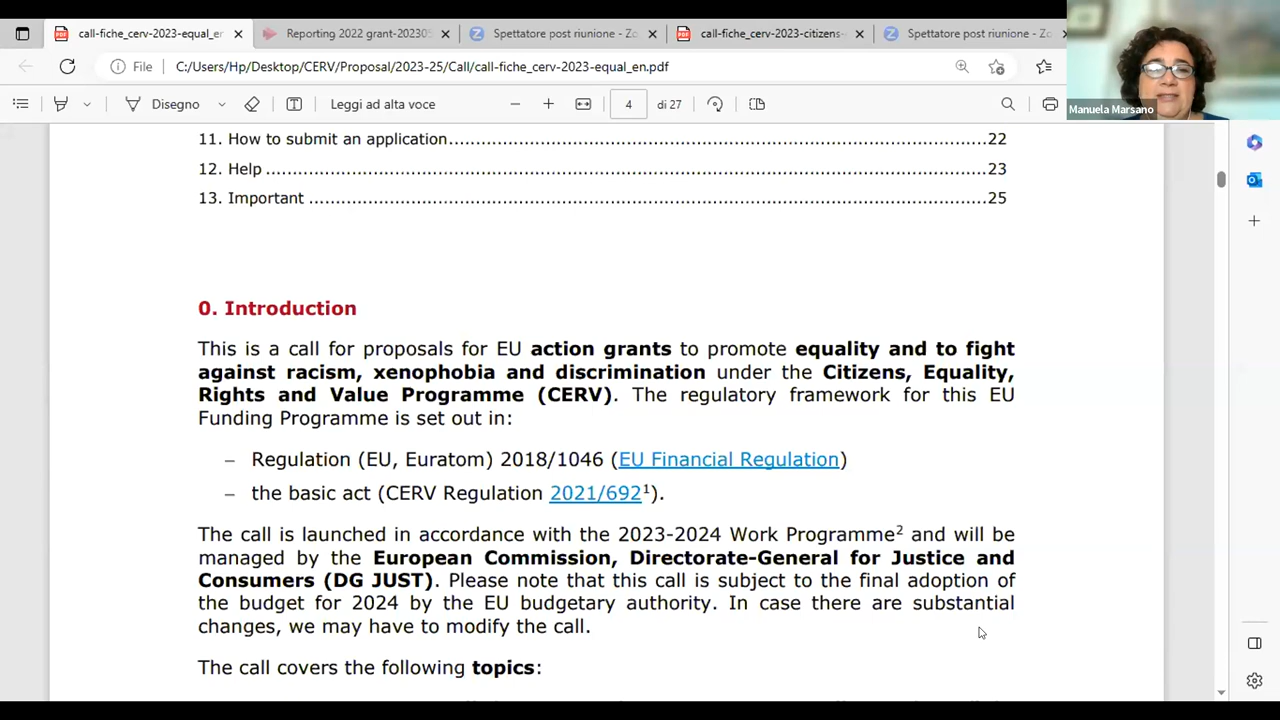 call-fiche_cerv-2023-equal_er
Reporting 2022 grant-202305
Spettatore post riunione - Zo
call-fiche_cerv-2023-citizens-
Spettatore post riunione - Zo
File
C:/Users/Hp/Desktop/CERV/Proposal/2023-25/Call/call-fiche_cerv-2023-equal_en.pdf
Disegno
Leggi ad alta voce
4
di 27
Manuela Marsano
11. How to submit an application 22
12. Help 23
13. Important 25
0. Introduction
This is a call for proposals for EU action grants to promote equality and to fight
against racism, xenophobia and discrimination under the Citizens, Equality,
Rights and Value Programme (CERV). The regulatory framework for this EU
Funding Programme is set out in:
− Regulation (EU, Euratom) 2018/1046 (EU Financial Regulation)
− the basic act (CERV Regulation 2021/692¹).
The call is launched in accordance with the 2023-2024 Work Programme² and will be
managed by the European Commission, Directorate-General for Justice and
Consumers (DG JUST). Please note that this call is subject to the final adoption of
the budget for 2024 by the EU budgetary authority. In case there are substantial
changes, we may have to modify the call.
The call covers the following topics: